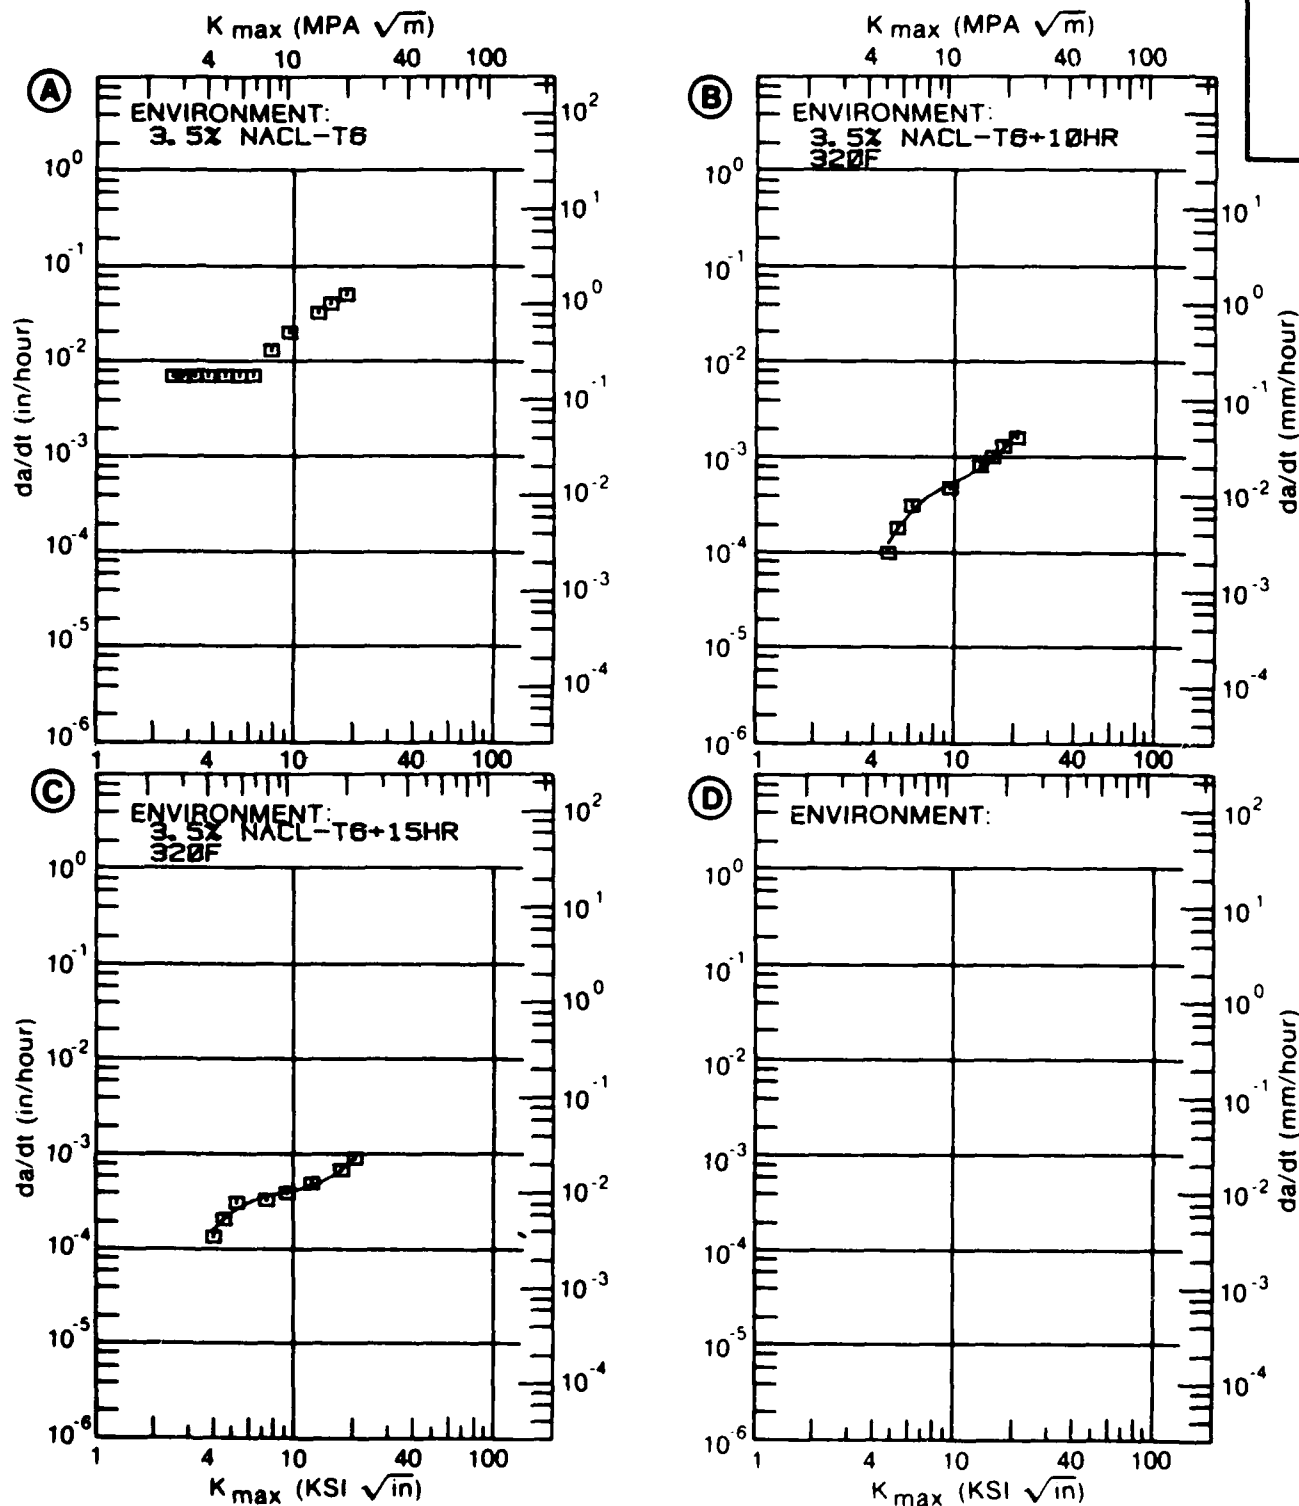 K max (MPA √m)
4 10 40 100
K max (MPA √m)
4 10 40 100
A
ENVIRONMENT:
3.5% NACL-T6
10^0
10^-1
10^-2
10^-3
10^-4
10^-5
10^-6
da/dt (in/hour)
10^2
10^1
10^0
10^-1
10^-2
10^-3
10^-4
1 4 10 40 100
B
ENVIRONMENT:
3.5% NACL-T6+10HR
320F
10^0
10^-1
10^-2
10^-3
10^-4
10^-5
10^-6
10^1
10^0
10^-1
10^-2
10^-3
10^-4
da/dt (mm/hour)
1 4 10 40 100
C
ENVIRONMENT:
3.5% NACL-T6+15HR
320F
10^0
10^-1
10^-2
10^-3
10^-4
10^-5
10^-6
da/dt (in/hour)
10^2
10^1
10^0
10^-1
10^-2
10^-3
10^-4
1 4 10 40 100
K max (KSI √in)
D
ENVIRONMENT:
10^0
10^-1
10^-2
10^-3
10^-4
10^-5
10^-6
10^2
10^1
10^0
10^-1
10^-2
10^-3
10^-4
da/dt (mm/hour)
1 4 10 40 100
K max (KSI √in)